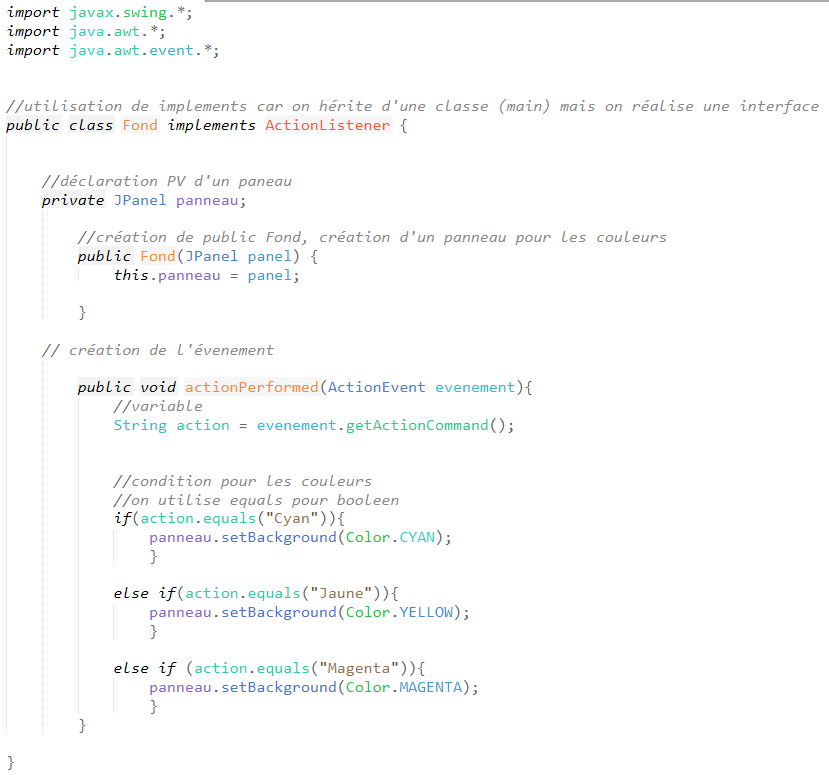 import javax.swing.*;
import java.awt.*;
import java.awt.event.*;
//utilisation de implements car on hérite d'une classe (main) mais on réalise une interface
public class Fond implements ActionListener {
//déclaration PV d'un paneau
private JPanel panneau;
//création de public Fond, création d'un panneau pour les couleurs
public Fond(JPanel panel) {
this.panneau = panel;
}
// création de l'évenement
public void actionPerformed(ActionEvent evenement){
//variable
String action = evenement.getActionCommand();
//condition pour les couleurs
//on utilise equals pour booleen
if(action.equals("Cyan")){
panneau.setBackground(Color.CYAN);
}
else if(action.equals("Jaune")){
panneau.setBackground(Color.YELLOW);
}
else if (action.equals("Magenta")){
panneau.setBackground(Color.MAGENTA);
}
}
}